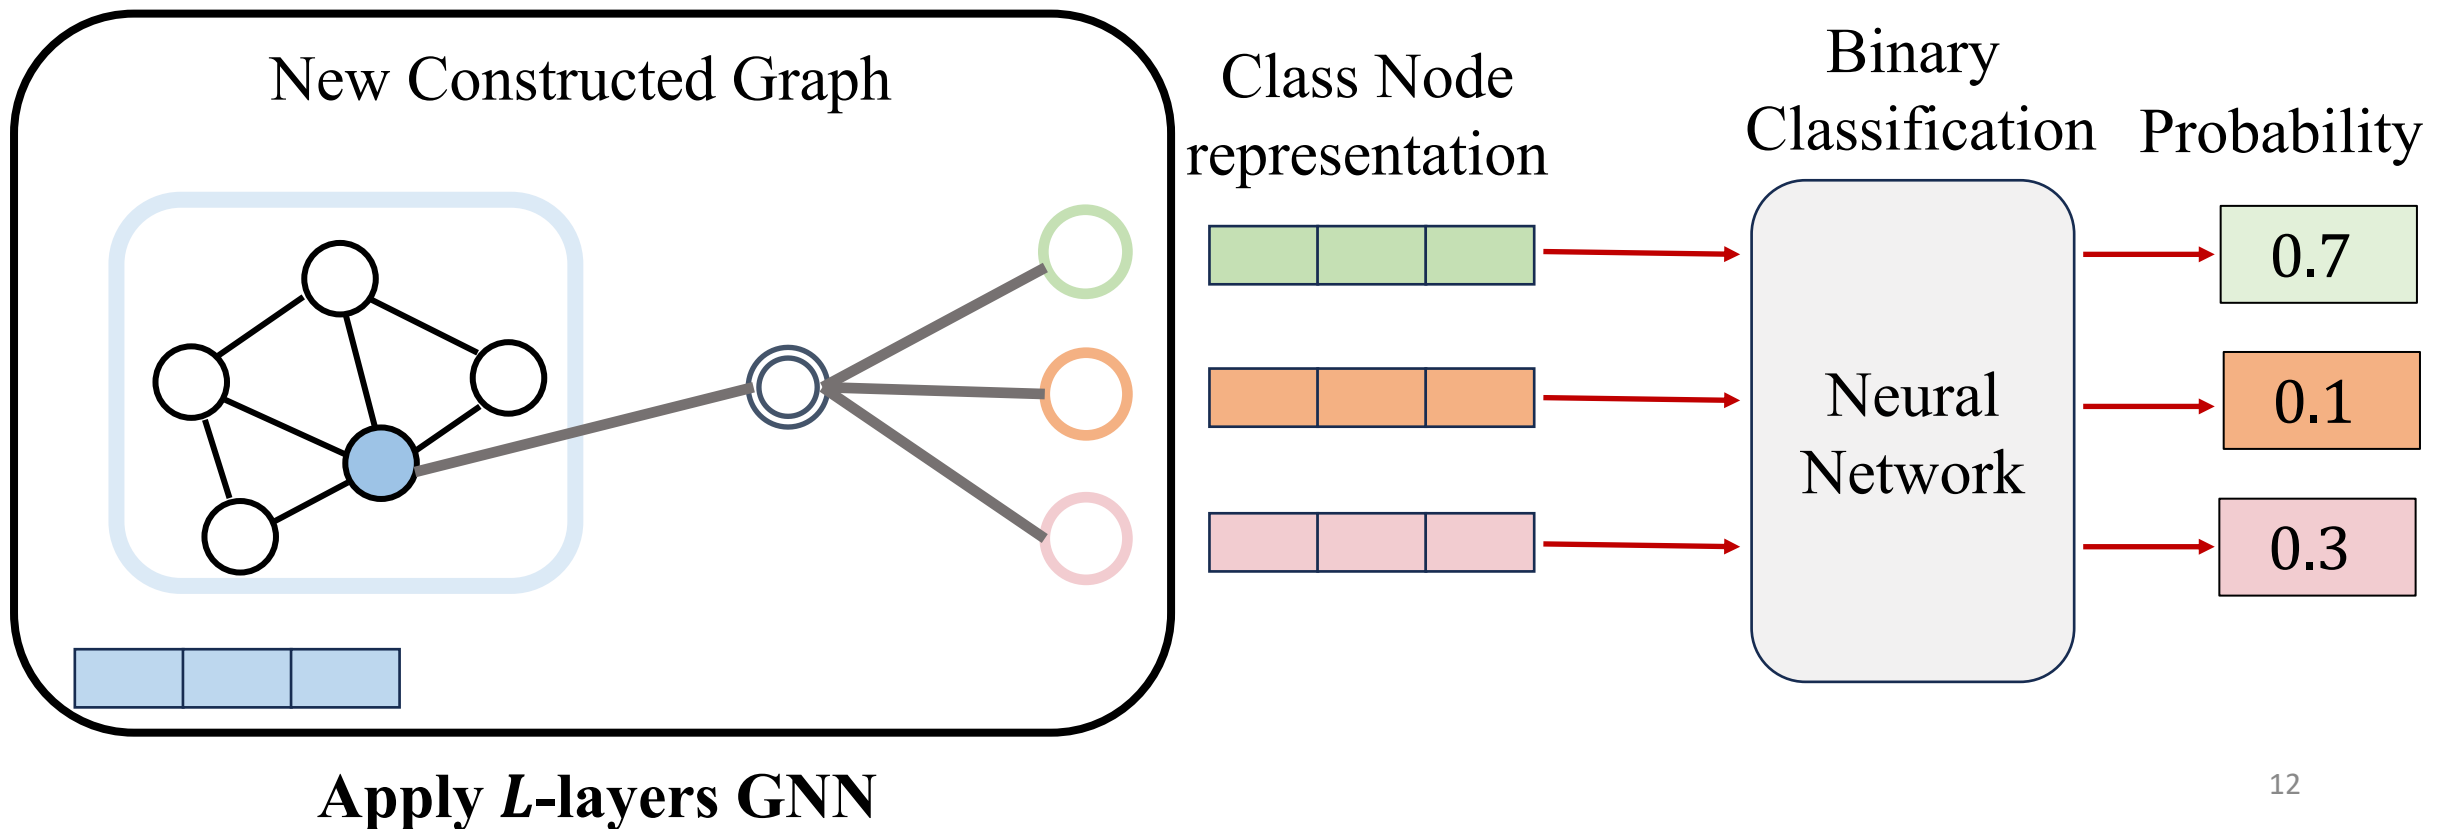 New Constructed Graph
Class Node
representation
Binary
Classification
Probability
0.7
0.1
0.3
Neural
Network
Apply L-layers GNN
12